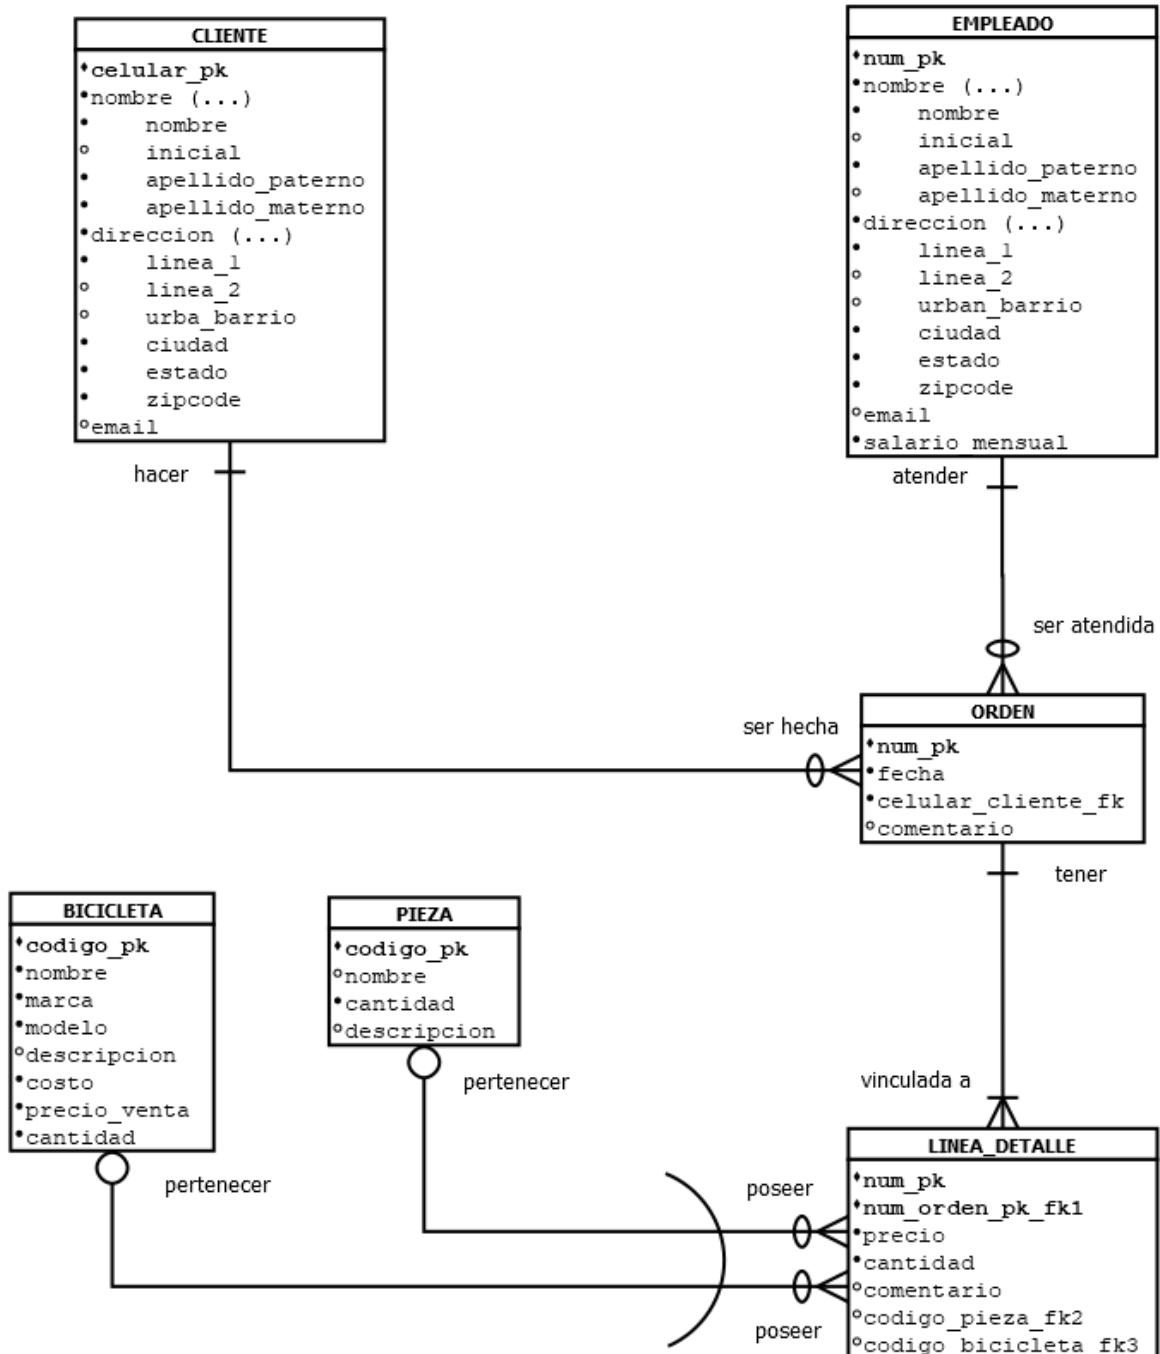 CLIENTE
celular_pk
nombre (...)
nombre
inicial
apellido_paterno
apellido_materno
direccion (...)
linea_1
linea_2
urba_barrio
ciudad
estado
zipcode
email
hacer
EMPLEADO
num_pk
nombre (...)
nombre
inicial
apellido_paterno
apellido_materno
direccion (...)
linea_1
linea_2
urban_barrio
ciudad
estado
zipcode
email
salario_mensual
atender
ser atendida
ser hecha
ORDEN
num_pk
fecha
celular_cliente_fk
comentario
tener
BICICLETA
codigo_pk
nombre
marca
modelo
descripcion
costo
precio_venta
cantidad
pertenecer
PIEZA
codigo_pk
nombre
cantidad
descripcion
pertenecer
vinculada a
poseer
poseer
LINEA_DETALLE
num_pk
num_orden_pk_fk1
precio
cantidad
comentario
codigo_pieza_fk2
codigo_bicicleta_fk3